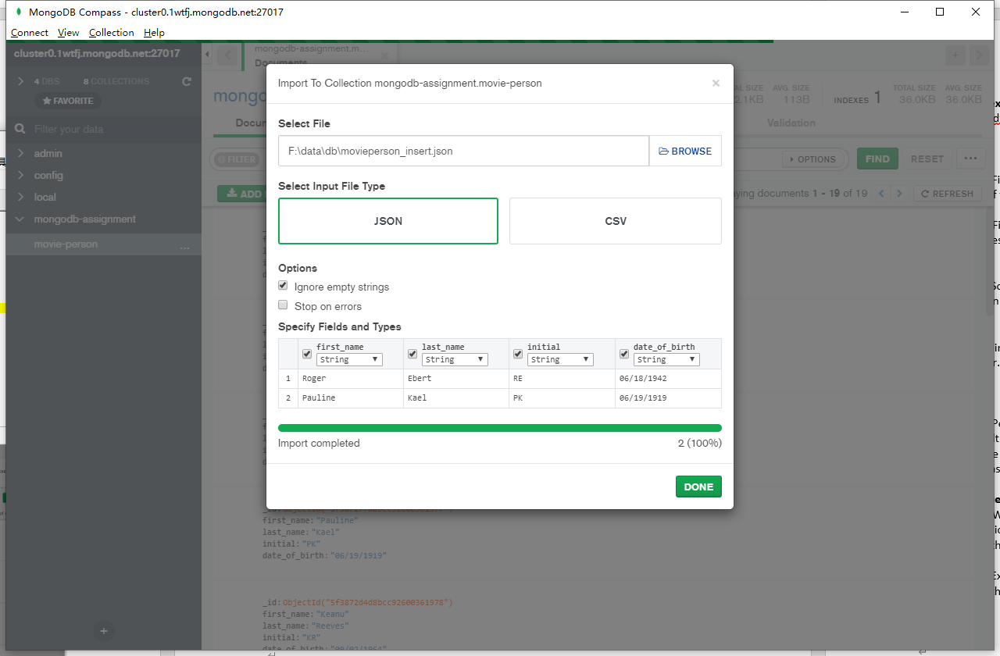 MongoDB Compass - cluster0.1wtfj.mongodb.net:27017
Connect View Collection Help
cluster0.1wtfj.mongodb.net:27017
4 DBS 8 COLLECTIONS
FAVORITE
Filter your data
admin
config
local
mongodb-assignment
movie-person
...
mongodb-assignment.m...
Documents
AVG. SIZE
113B
INDEXES 1
TOTAL SIZE
36.0KB
AVG. SIZE
36.0KB
Validation
FILTER
OPTIONS
FIND
RESET
ADD
documents 1 - 19 of 19
REFRESH
Import To Collection mongodb-assignment.movie-person
Select File
F:\data\db\movieperson_insert.json
BROWSE
Select Input File Type
JSON
CSV
Options
Ignore empty strings
Stop on errors
Specify Fields and Types
first_name last_name initial date_of_birth
String String String String
1 Roger Ebert RE 06/18/1942
2 Pauline Kael PK 06/19/1919
Import completed 2 (100%)
DONE
first_name: "Pauline"
last_name: "Kael"
initial: "PK"
date_of_birth: "06/19/1919"
_id: ObjectId("5f3872d4d8bcc92600361978")
first_name: "Keanu"
last_name: "Reeves"
initial: "KR"
date_of_birth: "09/02/1964"